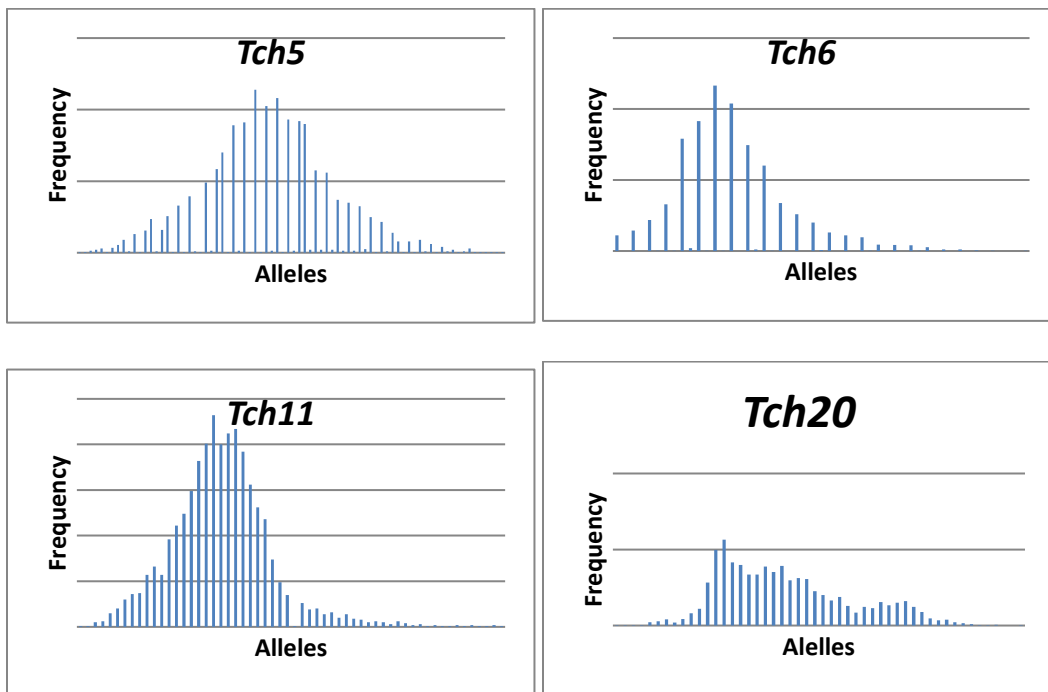 Tch5
Frequency
Alleles
Tch6
Frequency
Alleles
Tch11
Frequency
Alleles
Tch20
Frequency
Alelles